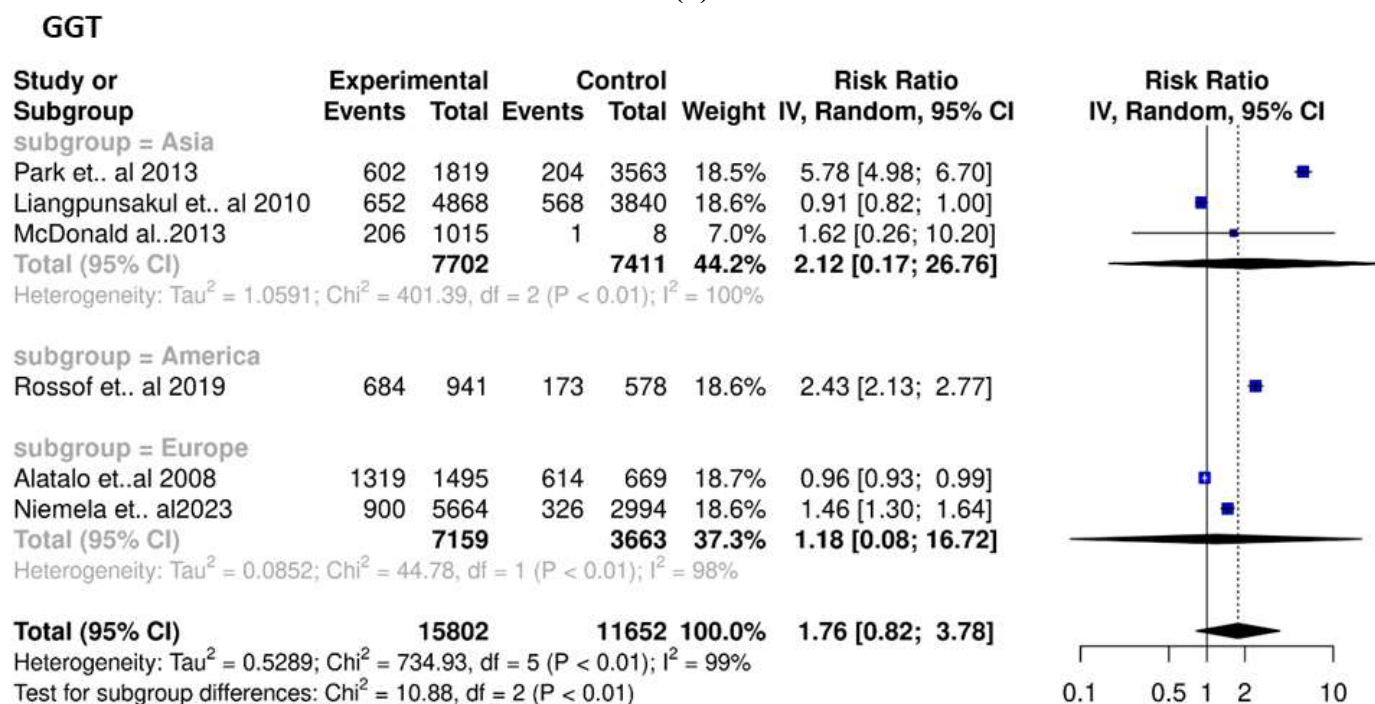 GGT
Study or Experimental Control Risk Ratio Risk Ratio
Subgroup Events Total Events Total Weight IV, Random, 95% CI IV, Random, 95% CI
subgroup = Asia
Park et.. al 2013 602 1819 204 3563 18.5% 5.78 [4.98; 6.70]
Liangpunsakul et.. al 2010 652 4868 568 3840 18.6% 0.91 [0.82; 1.00]
McDonald al..2013 206 1015 1 8 7.0% 1.62 [0.26; 10.20]
Total (95% CI) 7702 7411 44.2% 2.12 [0.17; 26.76]
Heterogeneity: Tau² = 1.0591; Chi² = 401.39, df = 2 (P < 0.01); I² = 100%
subgroup = America
Rossof et.. al 2019 684 941 173 578 18.6% 2.43 [2.13; 2.77]
subgroup = Europe
Alatalo et..al 2008 1319 1495 614 669 18.7% 0.96 [0.93; 0.99]
Niemela et.. al2023 900 5664 326 2994 18.6% 1.46 [1.30; 1.64]
Total (95% CI) 7159 3663 37.3% 1.18 [0.08; 16.72]
Heterogeneity: Tau² = 0.0852; Chi² = 44.78, df = 1 (P < 0.01); I² = 98%
Total (95% CI) 15802 11652 100.0% 1.76 [0.82; 3.78]
Heterogeneity: Tau² = 0.5289; Chi² = 734.93, df = 5 (P < 0.01); I² = 99%
Test for subgroup differences: Chi² = 10.88, df = 2 (P < 0.01)
0.1 0.5 1 2 10